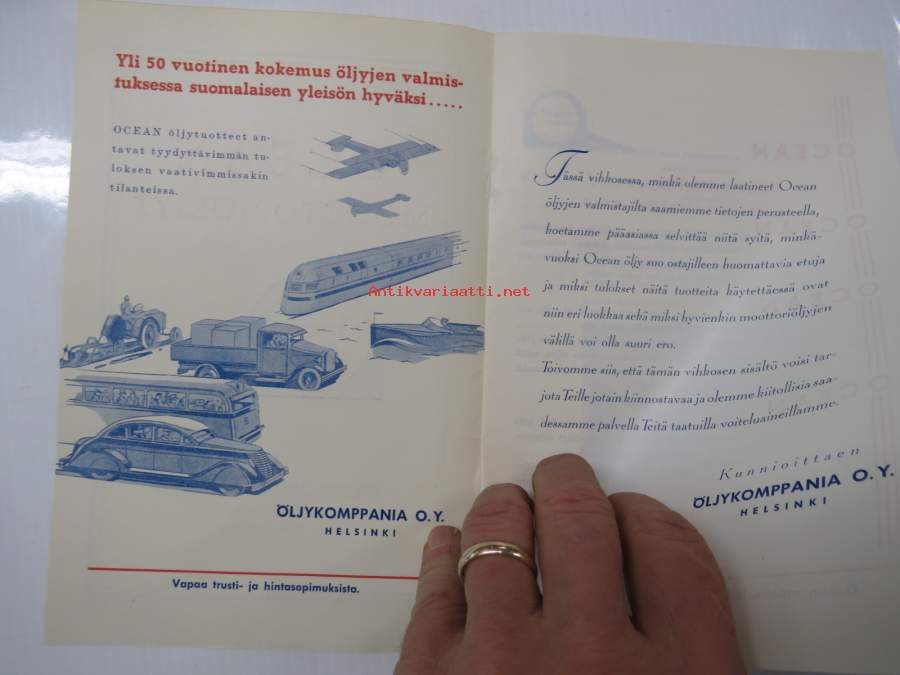 Yli 50 vuotinen kokemus öljyjen valmis-
tuksessa suomalaisen yleisön hyväksi.....
OCEAN öljytuotteet an-
tavat tyydyttävimmän tu-
loksen vaativimmissakin
tilanteissa.
Antikvariaatti.net
ÖLJYKOMPPANIA O.Y.
HELSINKI
Vapaa trusti- ja hintasopimuksista.
Tässä vihkosessa, minkä olemme laatineet Ocean
öljyjen valmistajilta saamiemme tietojen perusteella,
koetamme pääasiassa selvittää niitä syitä, minkä-
vuoksi Ocean öljy suo ostajilleen huomattavia etuja
ja miksi tulokset näitä tuotteita käytettäessä ovat
niin eri luokkaa sekä miksi hyvienkin moottoriöljyjen
välillä voi olla suuri ero.
Toivomme siis, että tämän vihkosen sisältö voisi tar-
jota Teille jotain kiinnostavaa ja olemme kiitollisia saa-
dessamme palvella Teitä taatuilla voiteluaineillamme.
Kunnioittaen
ÖLJYKOMPPANIA O.Y.
HELSINKI